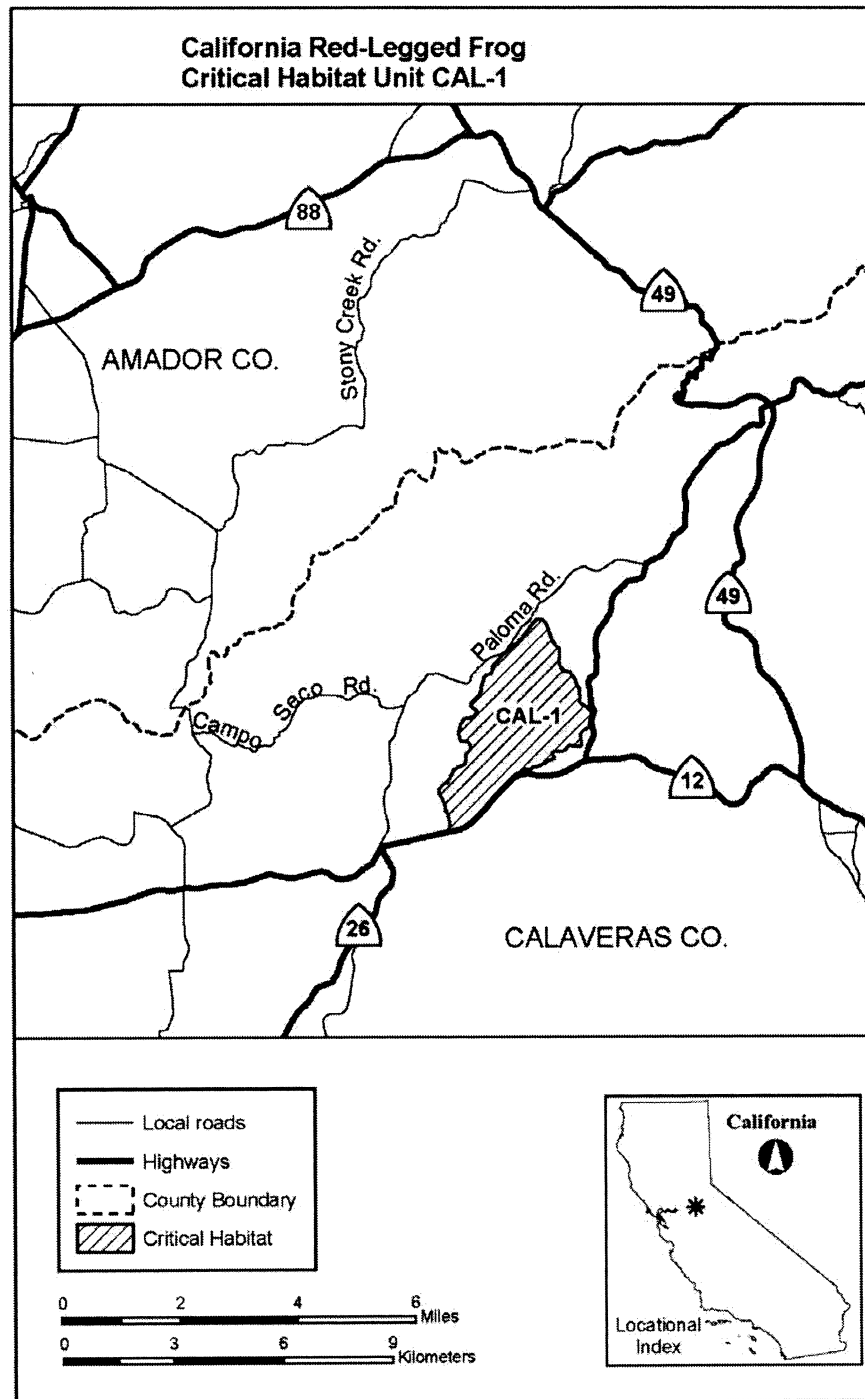 California Red-Legged Frog
Critical Habitat Unit CAL-1
88
49
Stony Creek Rd.
AMADOR CO.
Paloma Rd.
49
Campo Seco Rd.
CAL-1
12
26
CALAVERAS CO.
Local roads
Highways
County Boundary
Critical Habitat
California
Locational
Index
0 2 4 6
Miles
0 3 6 9
Kilometers